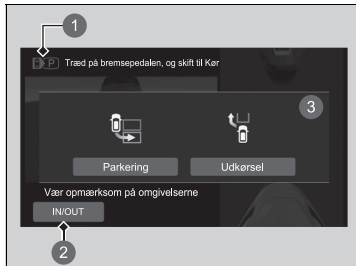 1
P Træd på bremsepedalen, og skift til Kør
3
Parkering Udkørsel
Vær opmærksom på omgivelserne
IN/OUT
2